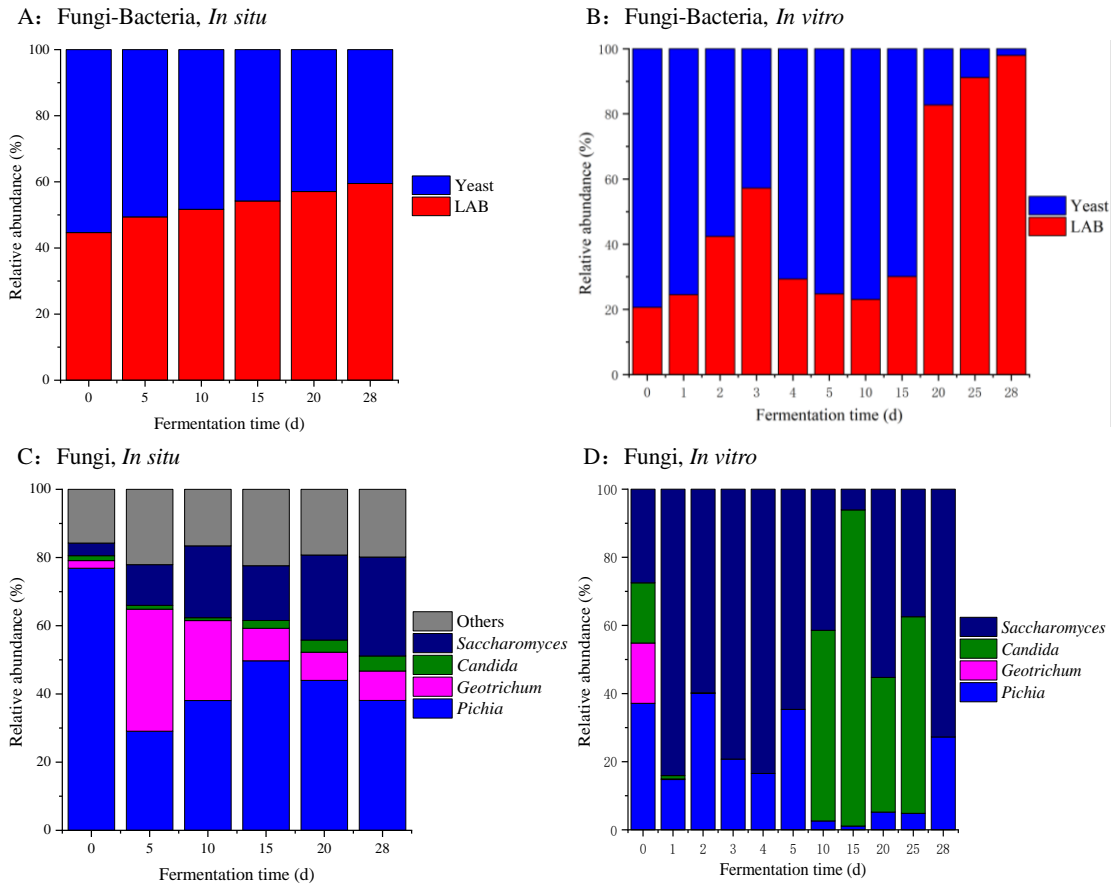 A：Fungi-Bacteria, In situ
100
80
60
40
20
0
Relative abundance (%)
0 5 10 15 20 28
Fermentation time (d)
Yeast
LAB
B：Fungi-Bacteria, In vitro
100
80
60
40
20
0
Relative abundance (%)
0 1 2 3 4 5 10 15 20 25 28
Fermentation time (d)
Yeast
LAB
C：Fungi, In situ
100
80
60
40
20
0
Relative abundance (%)
0 5 10 15 20 28
Fermentation time (d)
Others
Saccharomyces
Candida
Geotrichum
Pichia
D：Fungi, In vitro
100
80
60
40
20
0
Relative abundance (%)
0 1 2 3 4 5 10 15 20 25 28
Fermentation time (d)
Saccharomyces
Candida
Geotrichum
Pichia